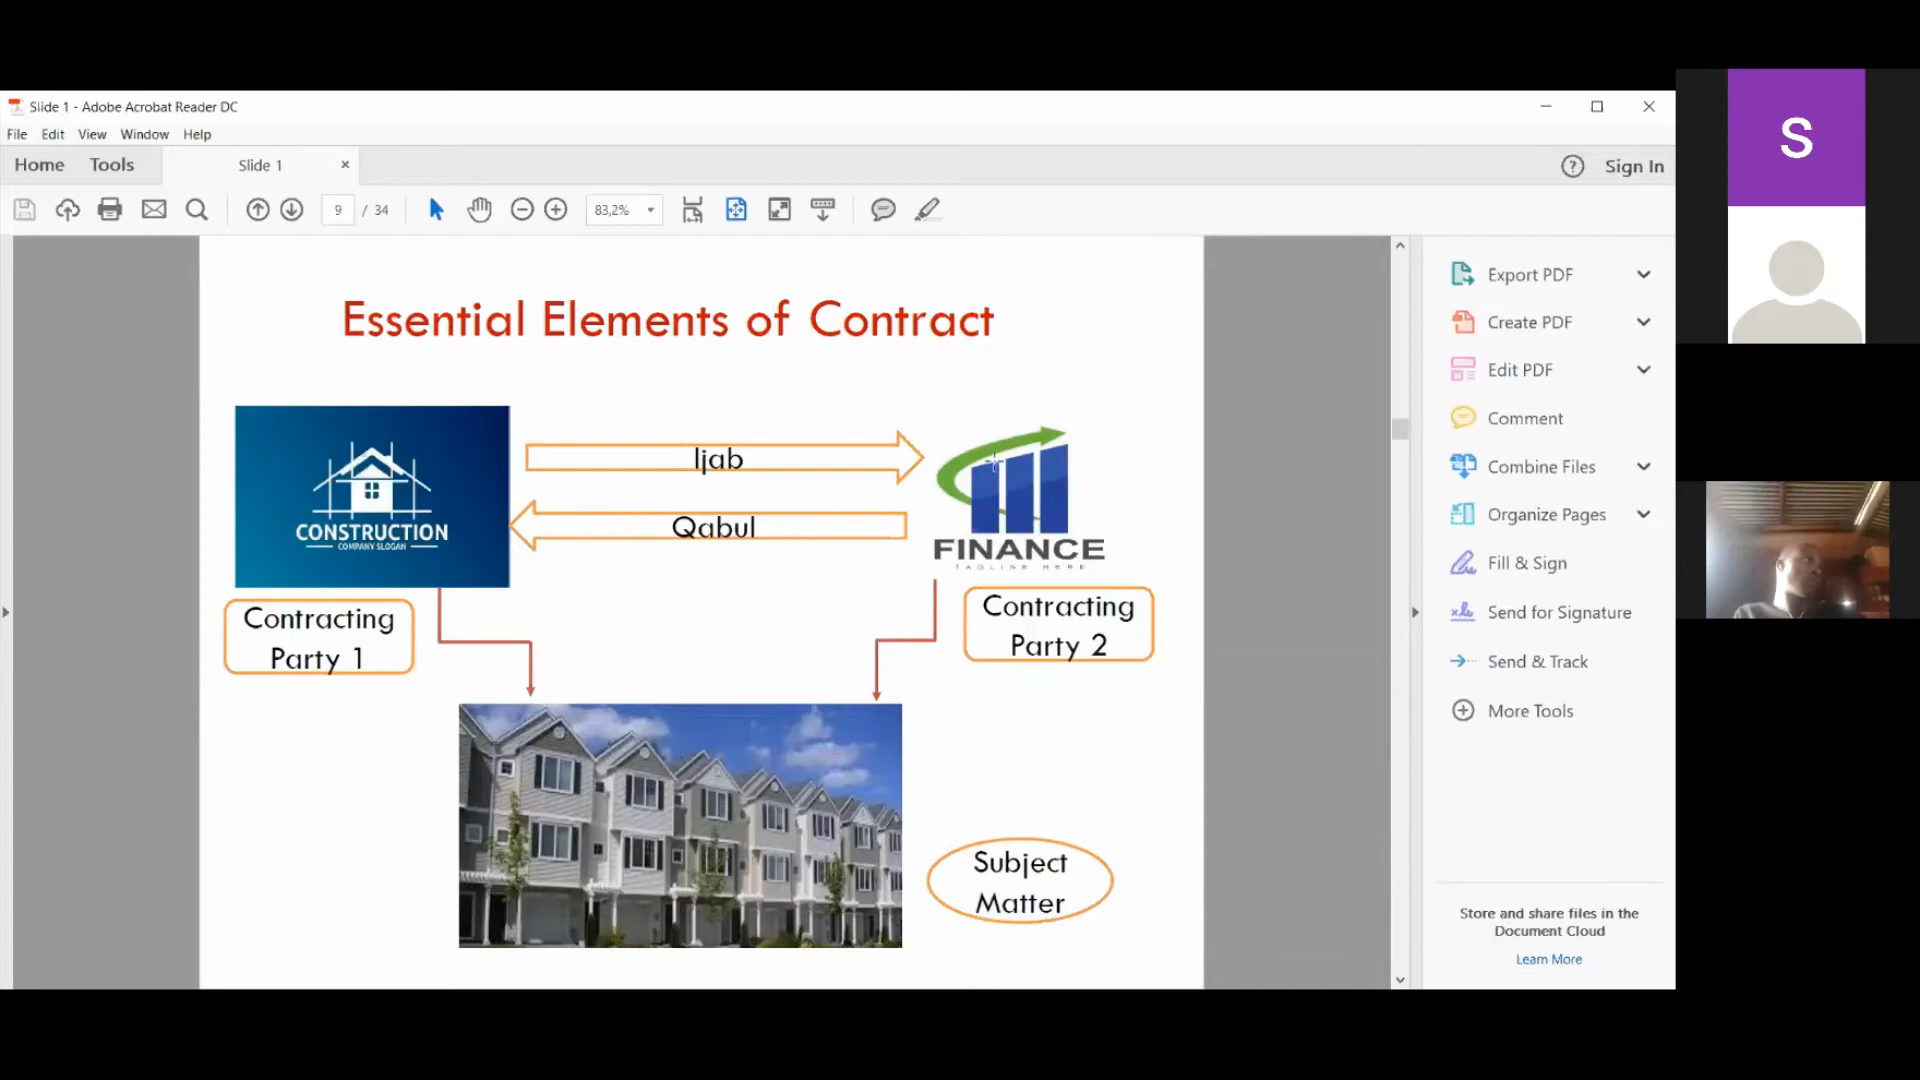 Slide 1 - Adobe Acrobat Reader DC
File Edit View Window Help
Home Tools Slide 1 Sign In
9 / 34 83,2%
Essential Elements of Contract
Ijab
Qabul
CONSTRUCTION
COMPANY SLOGAN
FINANCE
TAGLINE HERE
Contracting
Party 1
Contracting
Party 2
Subject
Matter
Export PDF
Create PDF
Edit PDF
Comment
Combine Files
Organize Pages
Fill & Sign
Send for Signature
Send & Track
More Tools
Store and share files in the
Document Cloud
Learn More
S